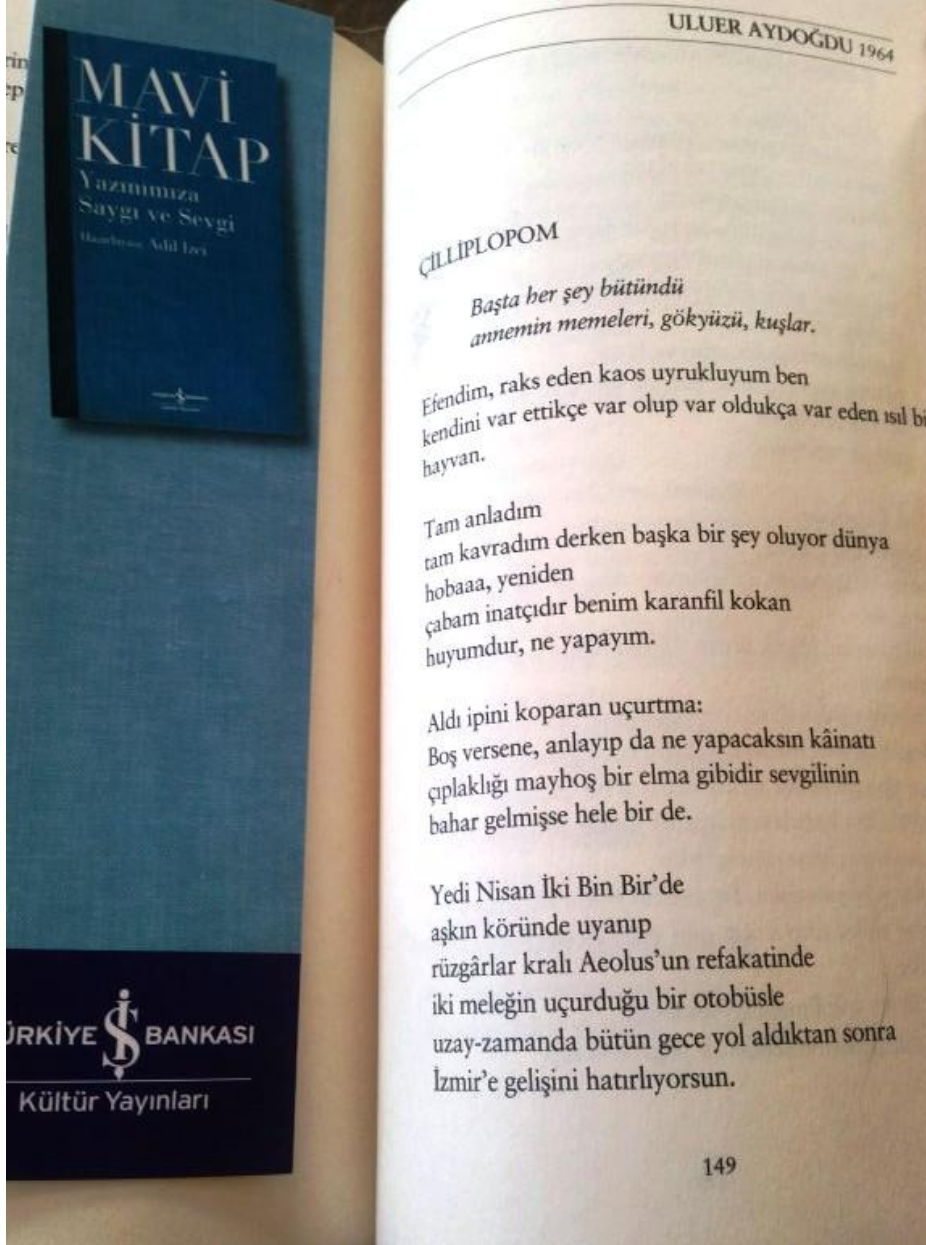 MAVİ
KİTAP
Yazınımıza
Saygı ve Sevgi
Hazırlayan: Adil İzci
BANKASI
Kültür Yayınları
ULUER AYDOĞDU 1964
ÇİLLİPLOPOM
Başta her şey bütündü
annemin memeleri, gökyüzü, kuşlar.
Efendim, raks eden kaos uyrukluyum ben
kendini var ettikçe var olup var oldukça var eden ısıl bi
hayvan.
Tam anladım
tam kavradım derken başka bir şey oluyor dünya
hobaaa, yeniden
çabam inatçıdır benim karanfil kokan
huyumdur, ne yapayım.
Aldı ipini koparan uçurtma:
Boş versene, anlayıp da ne yapacaksın kâinatı
çıplaklığı mayhoş bir elma gibidir sevgilinin
bahar gelmişse hele bir de.
Yedi Nisan İki Bin Bir’de
aşkın köründe uyanıp
rüzgârlar kralı Aeolus’un refakatinde
iki meleğin uçurduğu bir otobüsle
uzay-zamanda bütün gece yol aldıktan sonra
İzmir’e gelişini hatırlıyorsun.
149